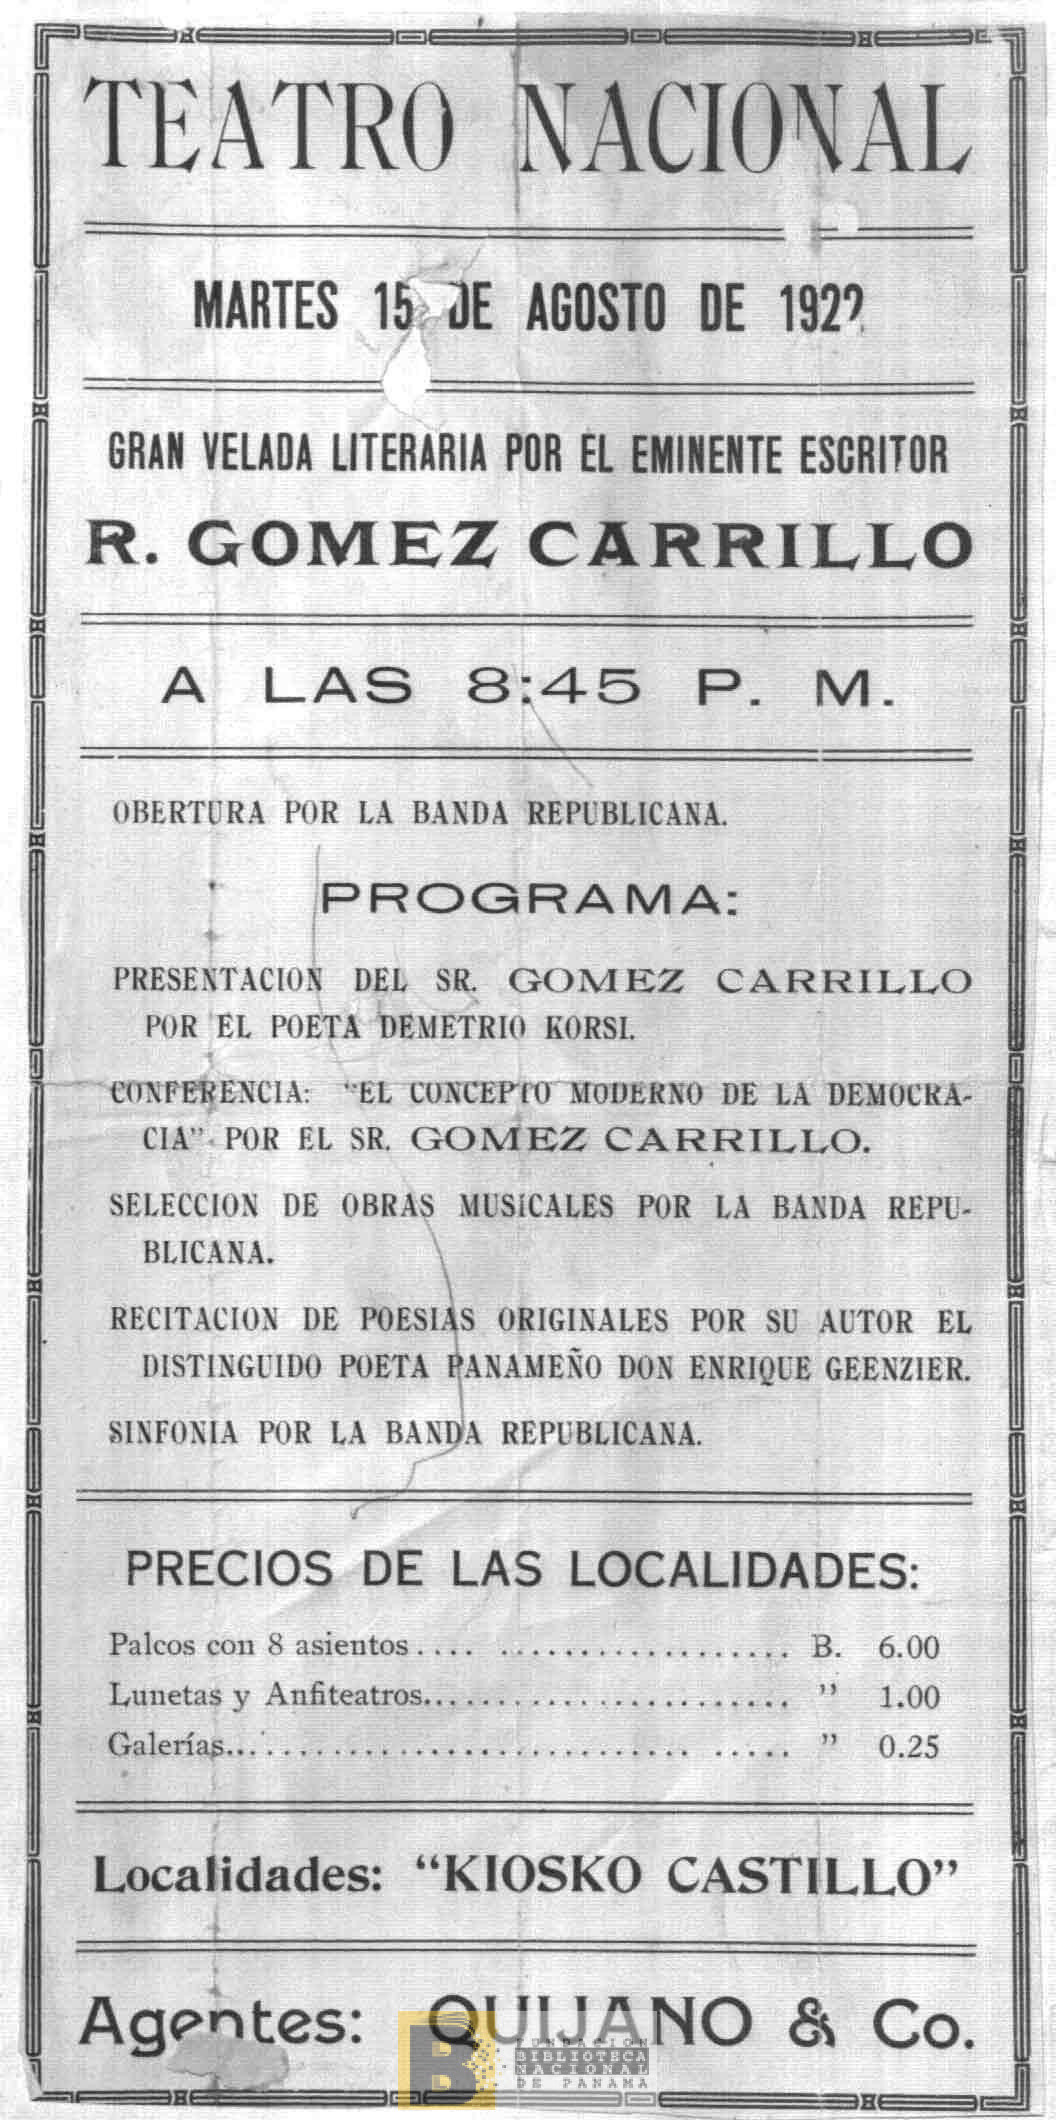 TEATRO NACIONAL
MARTES 15 DE AGOSTO DE 1922
GRAN VELADA LITERARIA POR EL EMINENTE ESCRITOR
R. GOMEZ CARRILLO
A LAS 8:45 P. M.
OBERTURA POR LA BANDA REPUBLICANA.
PROGRAMA:
PRESENTACION DEL SR. GOMEZ CARRILLO
POR EL POETA DEMETRIO KORSI.
CONFERENCIA: "EL CONCEPTO MODERNO DE LA DEMOCRA-
CIA" POR EL SR. GOMEZ CARRILLO.
SELECCION DE OBRAS MUSICALES POR LA BANDA REPU-
BLICANA.
RECITACION DE POESIAS ORIGINALES POR SU AUTOR EL
DISTINGUIDO POETA PANAMEÑO DON ENRIQUE GEENZIER.
SINFONIA POR LA BANDA REPUBLICANA.
PRECIOS DE LAS LOCALIDADES:
Palcos con 8 asientos.... ................. B. 6.00
Lunetas y Anfiteatros........................ " 1.00
Galerías.............................. ..... " 0.25
Localidades: "KIOSKO CASTILLO"
Agentes: QUIJANO & Co.
B
FUNDACION
BIBLIOTECA
NACIONAL
DE PANAMA